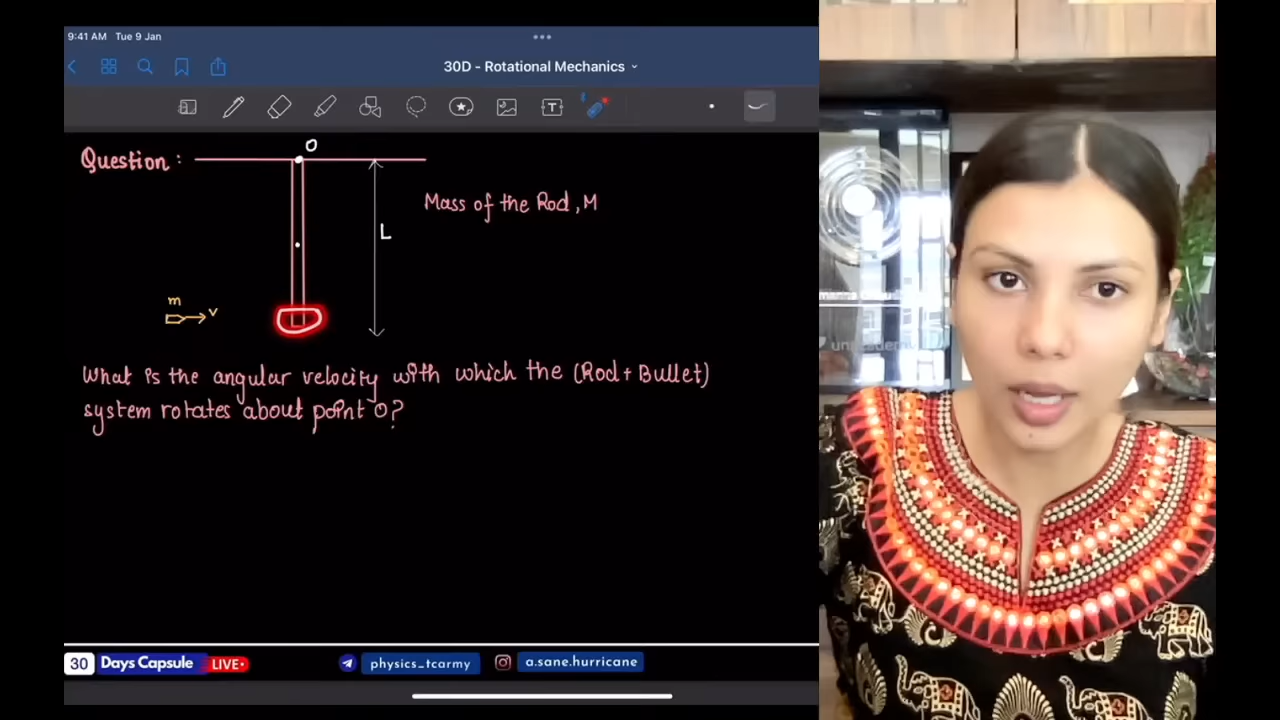 9:41 AM Tue 9 Jan
30D - Rotational Mechanics
T
Question :
O
Mass of the Rod, M
L
m
v
What is the angular velocity with which the (Rod + Bullet)
system rotates about point O?
30 Days Capsule LIVE
physics_tcarmy
a.sane.hurricane